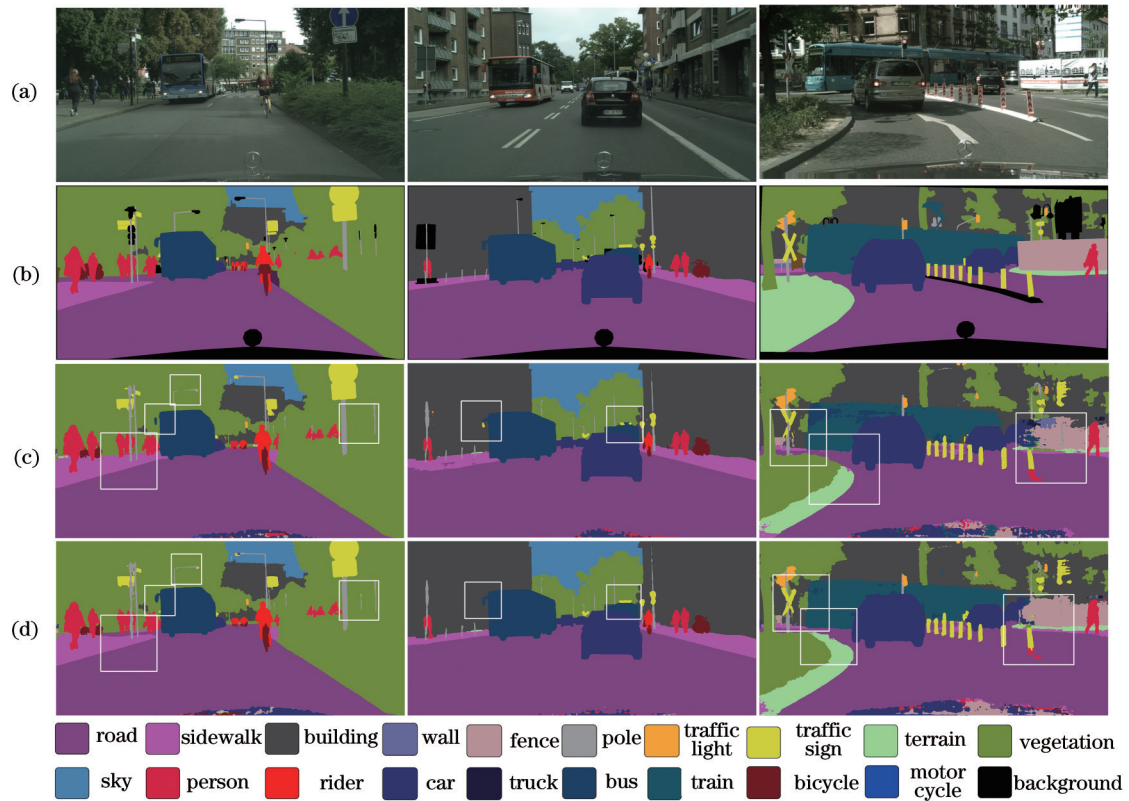 (a)
(b)
(c)
(d)
road sidewalk building wall fence pole traffic light traffic sign terrain vegetation
sky person rider car truck bus train bicycle motor cycle background